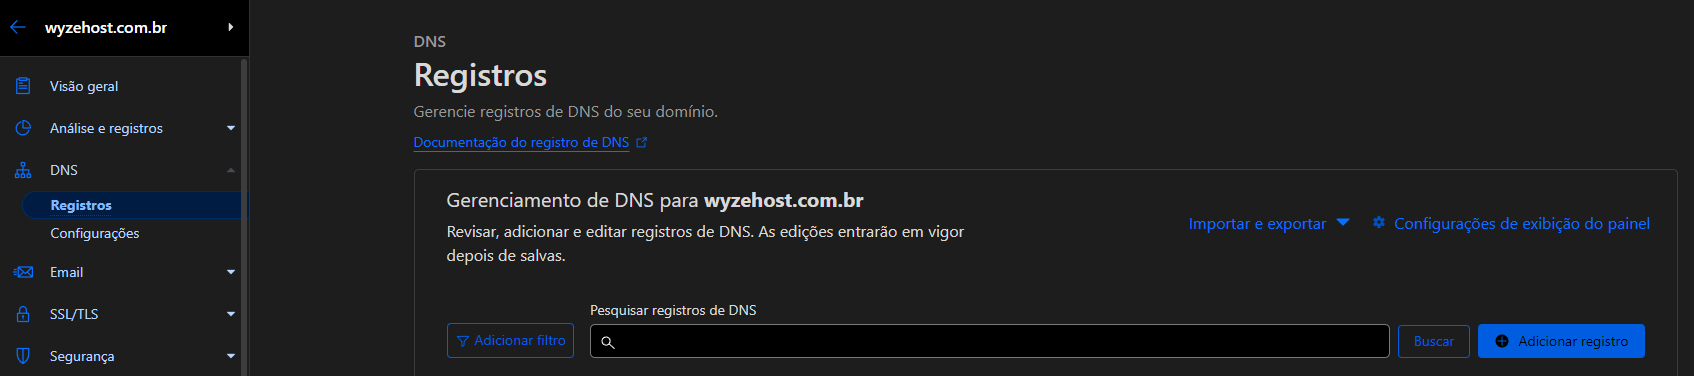 wyzehost.com.br
Visão geral
Análise e registros
DNS
Registros
Configurações
Email
SSL/TLS
Segurança
DNS
Registros
Gerencie registros de DNS do seu domínio.
Documentação do registro de DNS
Gerenciamento de DNS para wyzehost.com.br
Revisar, adicionar e editar registros de DNS. As edições entrarão em vigor
depois de salvas.
Importar e exportar
Configurações de exibição do painel
Pesquisar registros de DNS
Adicionar filtro
Buscar
Adicionar registro